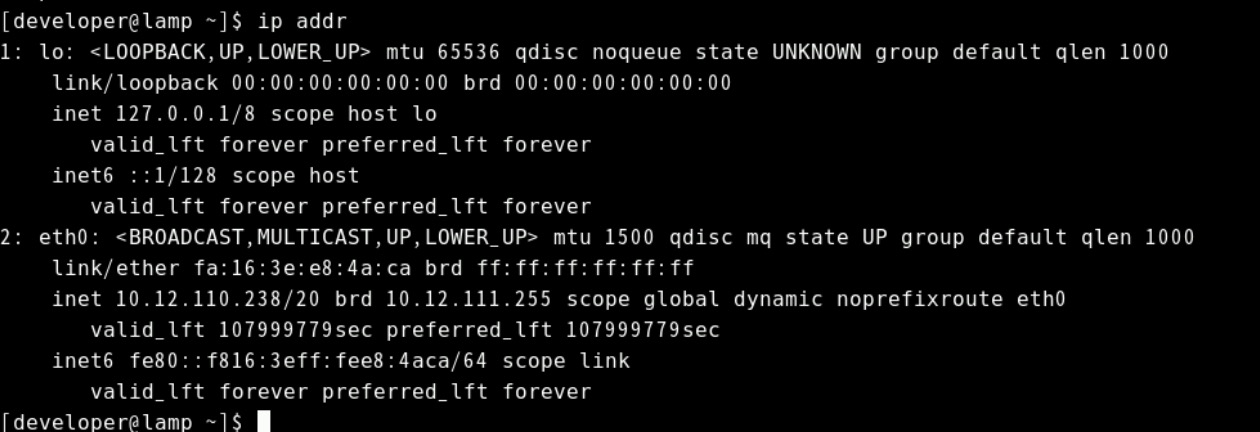 [developer@lamp ~]$ ip addr
1: lo: <LOOPBACK,UP,LOWER_UP> mtu 65536 qdisc noqueue state UNKNOWN group default qlen 1000
    link/loopback 00:00:00:00:00:00 brd 00:00:00:00:00:00
    inet 127.0.0.1/8 scope host lo
       valid_lft forever preferred_lft forever
    inet6 ::1/128 scope host
       valid_lft forever preferred_lft forever
2: eth0: <BROADCAST,MULTICAST,UP,LOWER_UP> mtu 1500 qdisc mq state UP group default qlen 1000
    link/ether fa:16:3e:e8:4a:ca brd ff:ff:ff:ff:ff:ff
    inet 10.12.110.238/20 brd 10.12.111.255 scope global dynamic noprefixroute eth0
       valid_lft 107999779sec preferred_lft 107999779sec
    inet6 fe80::f816:3eff:fee8:4aca/64 scope link
       valid_lft forever preferred_lft forever
[developer@lamp ~]$